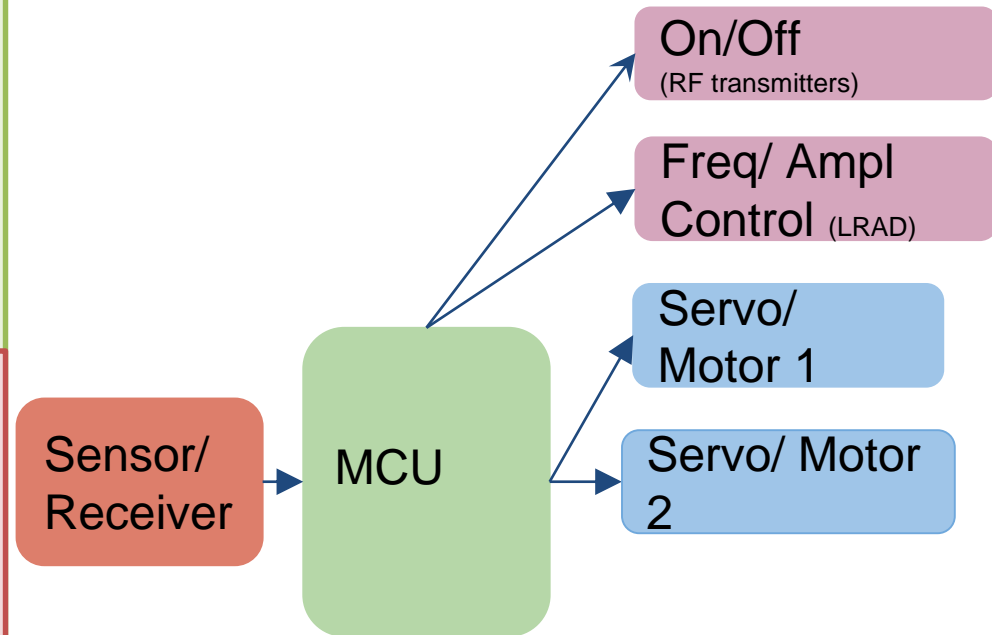 On/Off
(RF transmitters)
Freq/ Ampl
Control (LRAD)
Servo/
Motor 1
Sensor/
Receiver
MCU
Servo/ Motor
2